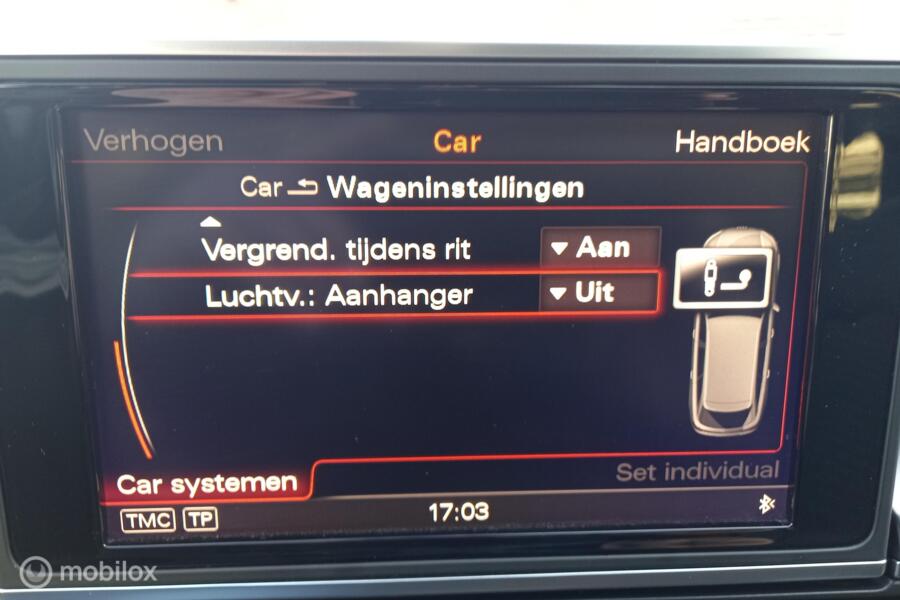 Verhogen Car Handboek
Car Wageninstellingen
Vergrend. tijdens rit Aan
Luchtv.: Aanhanger Uit
Set individual
Car systemen
TMC TP 17:03
mobilox